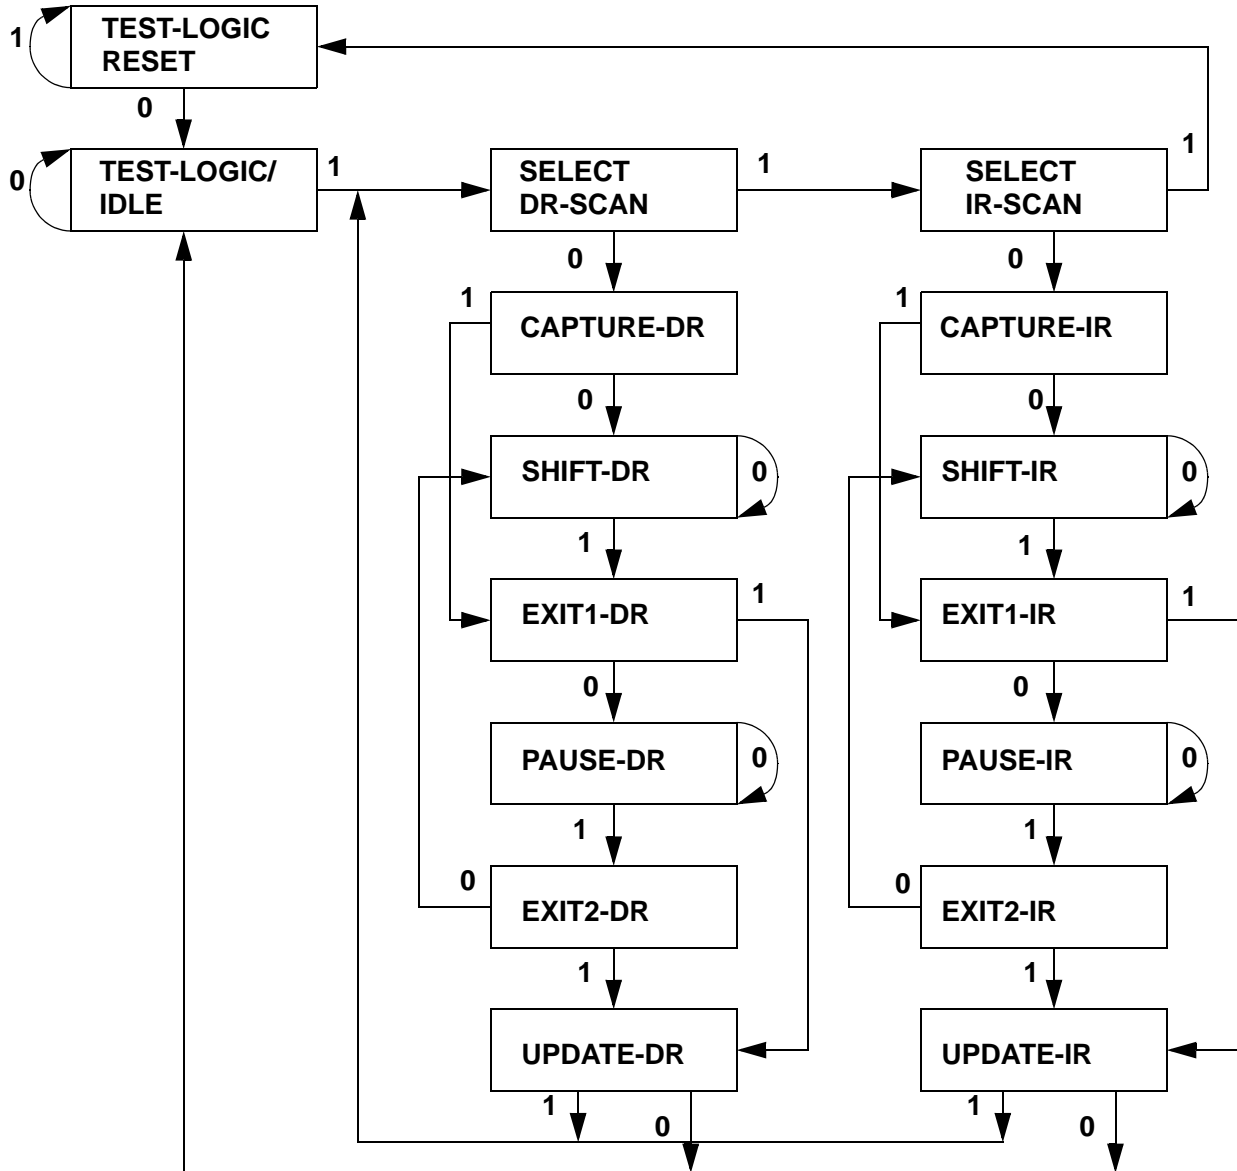 1
TEST-LOGIC
RESET
0
0
TEST-LOGIC/
IDLE
1
SELECT
DR-SCAN
1
SELECT
IR-SCAN
1
0
0
1
CAPTURE-DR
1
CAPTURE-IR
0
0
SHIFT-DR
0
SHIFT-IR
0
1
1
EXIT1-DR
1
EXIT1-IR
1
0
0
PAUSE-DR
0
PAUSE-IR
0
1
1
0
EXIT2-DR
0
EXIT2-IR
1
1
UPDATE-DR
UPDATE-IR
1
0
1
0